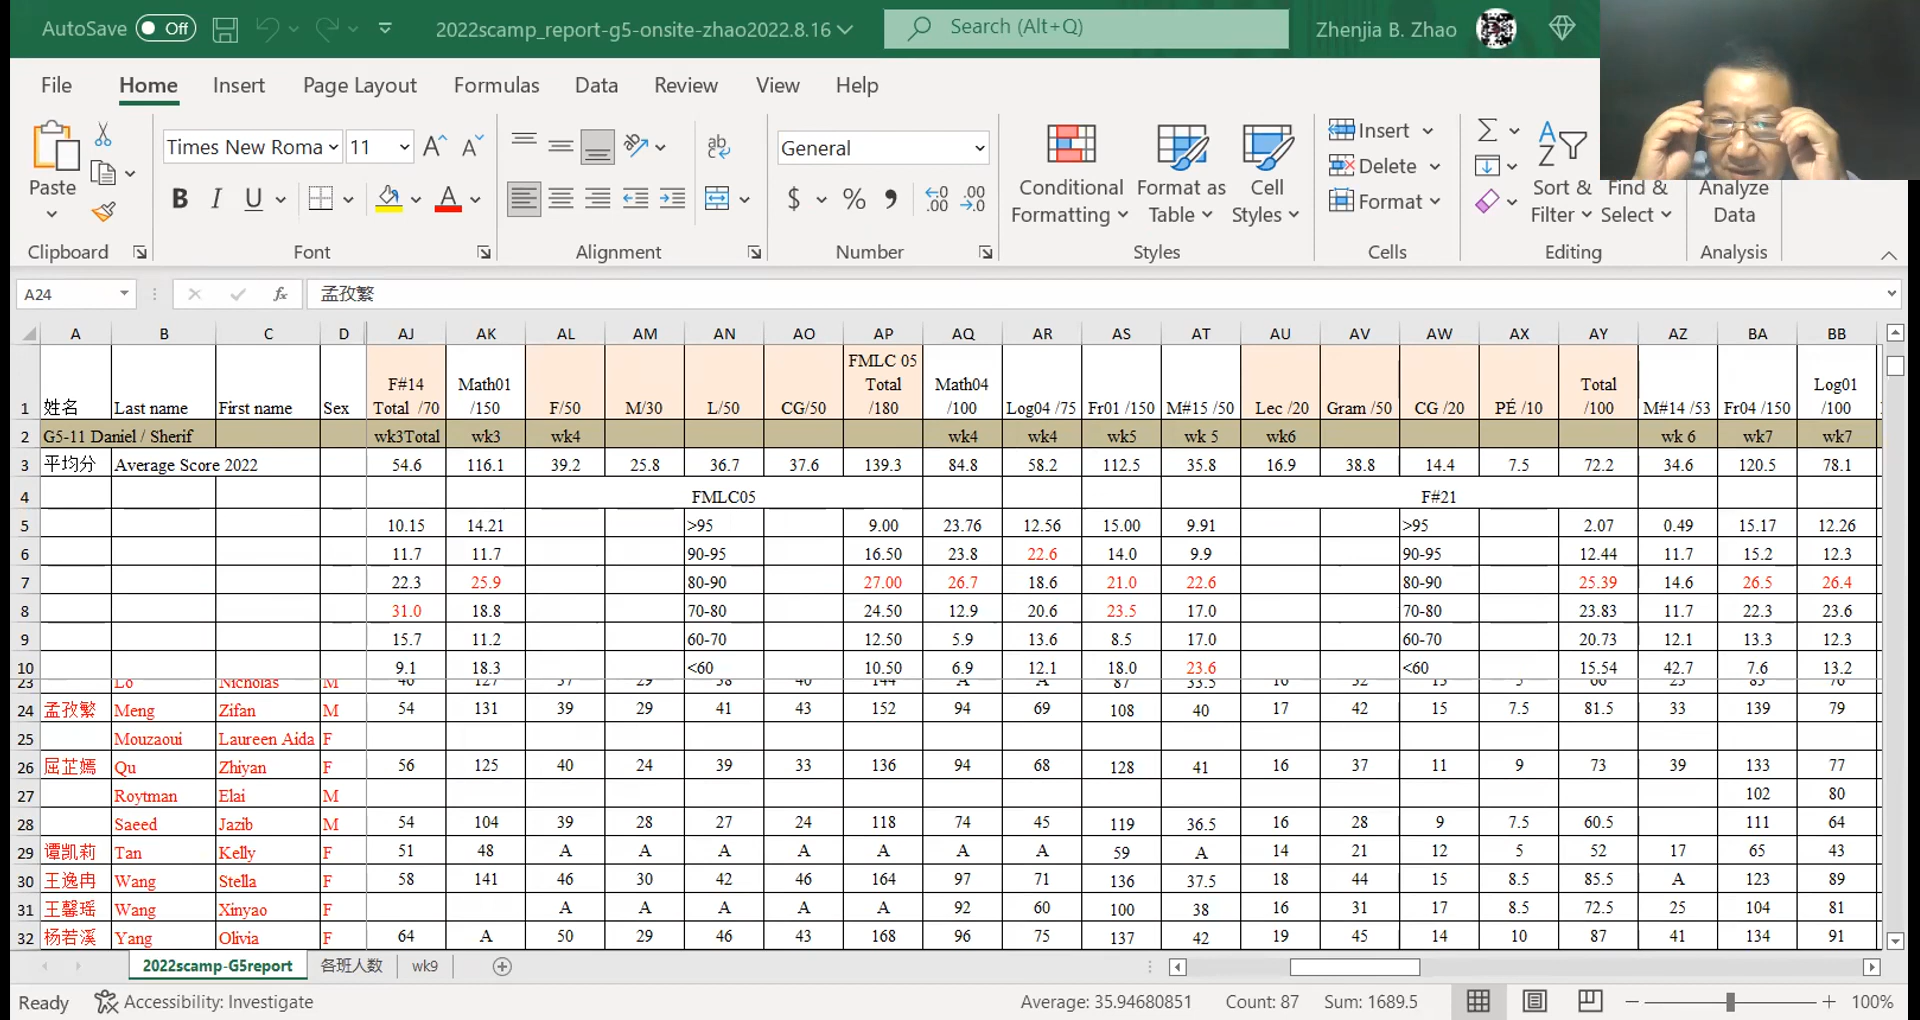 AutoSave Off 2022scamp_report-g5-onsite-zhao2022.8.16 Search (Alt+Q) Zhenjia B. Zhao
File Home Insert Page Layout Formulas Data Review View Help
Times New Roma 11 General
Paste
B I U
$ % 9 .00 .00
Conditional Formatting
Format as Table
Cell Styles
Insert
Delete
Format
Sort & Filter
Find & Select
Analyze Data
Clipboard Font Alignment Number Styles Cells Editing Analysis
A24 fx 孟孜繁
A B C D AJ AK AL AM AN AO AP AQ AR AS AT AU AV AW AX AY AZ BA BB
1 姓名 Last name First name Sex F#14 Total /70 Math01 /150 F/50 M/30 L/50 CG/50 FMLC 05 Total /180 Math04 /100 Log04 /75 Fr01 /150 M#15 /50 Lec /20 Gram /50 CG /20 PÉ /10 Total /100 M#14 /53 Fr04 /150 Log01 /100
2 G5-11 Daniel / Sherif wk3Total wk3 wk4 wk4 wk4 wk5 wk 5 wk6 wk 6 wk7 wk7
3 平均分 Average Score 2022 54.6 116.1 39.2 25.8 36.7 37.6 139.3 84.8 58.2 112.5 35.8 16.9 38.8 14.4 7.5 72.2 34.6 120.5 78.1
4 FMLC05 F#21
5 10.15 14.21 >95 9.00 23.76 12.56 15.00 9.91 >95 2.07 0.49 15.17 12.26
6 11.7 11.7 90-95 16.50 23.8 22.6 14.0 9.9 90-95 12.44 11.7 15.2 12.3
7 22.3 25.9 80-90 27.00 26.7 18.6 21.0 22.6 80-90 25.39 14.6 26.5 26.4
8 31.0 18.8 70-80 24.50 12.9 20.6 23.5 17.0 70-80 23.83 11.7 22.3 23.6
9 15.7 11.2 60-70 12.50 5.9 13.6 8.5 17.0 60-70 20.73 12.1 13.3 12.3
10 9.1 18.3 <60 10.50 6.9 12.1 18.0 23.6 <60 15.54 42.7 7.6 13.2
23 Lo Nicholas M
24 孟孜繁 Meng Zifan M 54 131 39 29 41 43 152 94 69 108 40 17 42 15 7.5 81.5 33 139 79
25 Mouzaoui Laureen Aida F
26 屈芷嫣 Qu Zhiyan F 56 125 40 24 39 33 136 94 68 128 41 16 37 11 9 73 39 133 77
27 Roytman Elai M 102 80
28 Saeed Jazib M 54 104 39 28 27 24 118 74 45 119 36.5 16 28 9 7.5 60.5 111 64
29 谭凯莉 Tan Kelly F 51 48 A A A A A A A 59 A 14 21 12 5 52 17 65 43
30 王逸冉 Wang Stella F 58 141 46 30 42 46 164 97 71 136 37.5 18 44 15 8.5 85.5 A 123 89
31 王馨瑶 Wang Xinyao F A A A A A 92 60 100 38 16 31 17 8.5 72.5 25 104 81
32 杨若溪 Yang Olivia F 64 A 50 29 46 43 168 96 75 137 42 19 45 14 10 87 41 134 91
2022scamp-G5report 各班人数 wk9
Ready Accessibility: Investigate Average: 35.94680851 Count: 87 Sum: 1689.5 100%